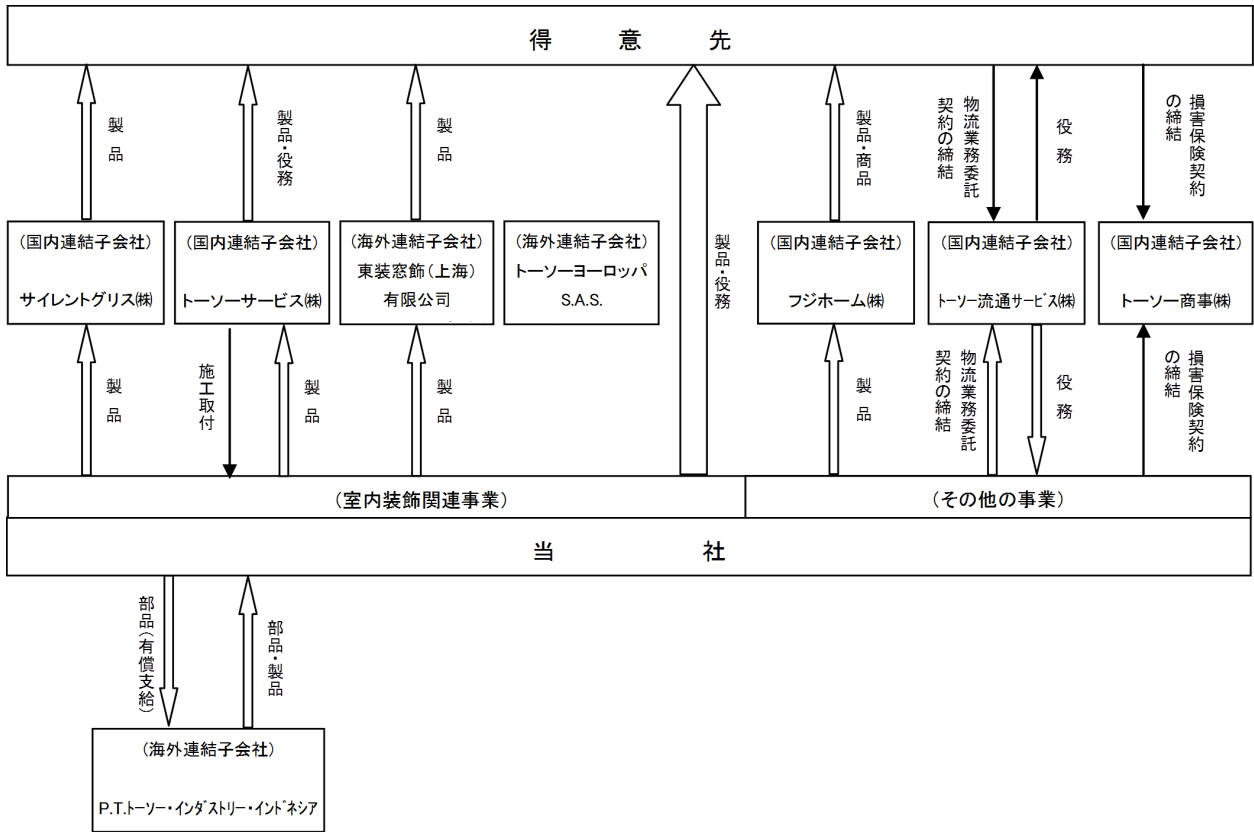 得意先
製品
製品・役務
製品
製品・役務
製品・商品
物流業務委託
契約の締結
役務
損害保険契約
の締結
(国内連結子会社)
サイレントグリス㈱
(国内連結子会社)
トーソーサービス㈱
(海外連結子会社)
東装窓飾(上海)
有限公司
(海外連結子会社)
トーソーヨーロッパ
S.A.S.
(国内連結子会社)
フジホーム㈱
(国内連結子会社)
トーソー流通サービス㈱
(国内連結子会社)
トーソー商事㈱
製品
施工取付
製品
製品
製品
物流業務委託
契約の締結
役務
損害保険契約
の締結
(室内装飾関連事業)
(その他の事業)
当社
部品(有償支給)
部品・製品
(海外連結子会社)
P.T.トーソー・インダストリー・インドネシア